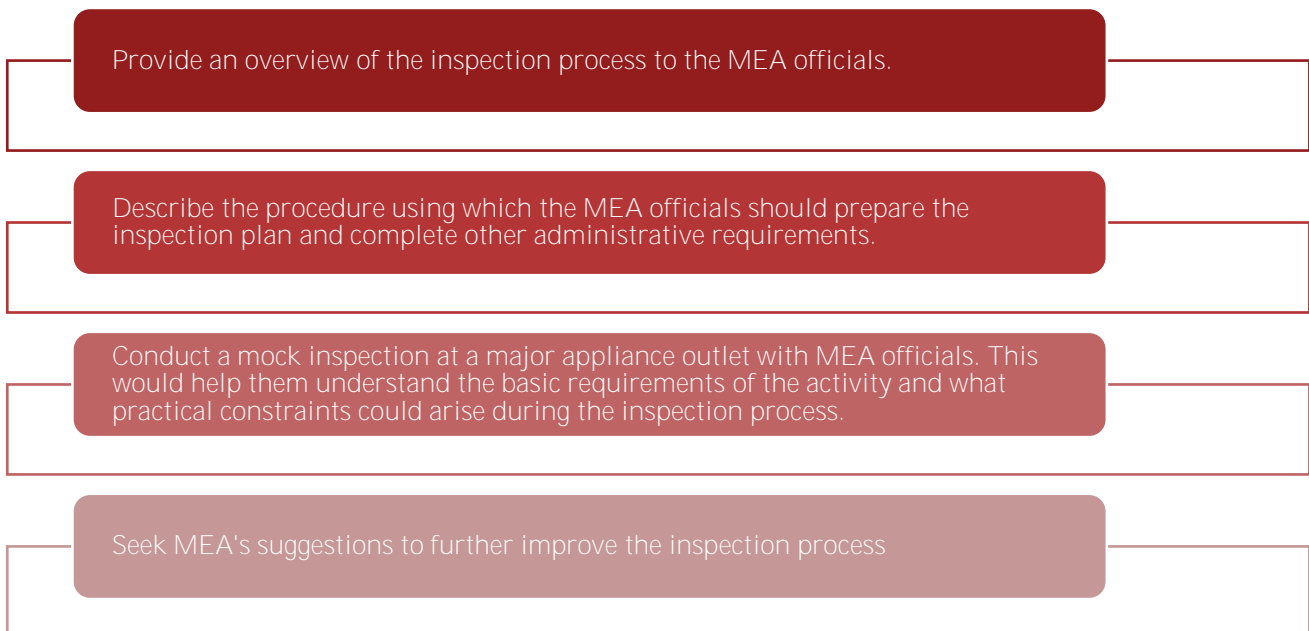 Provide an overview of the inspection process to the MEA officials.
Describe the procedure using which the MEA officials should prepare the
inspection plan and complete other administrative requirements.
Conduct a mock inspection at a major appliance outlet with MEA officials. This
would help them understand the basic requirements of the activity and what
practical constraints could arise during the inspection process.
Seek MEA's suggestions to further improve the inspection process